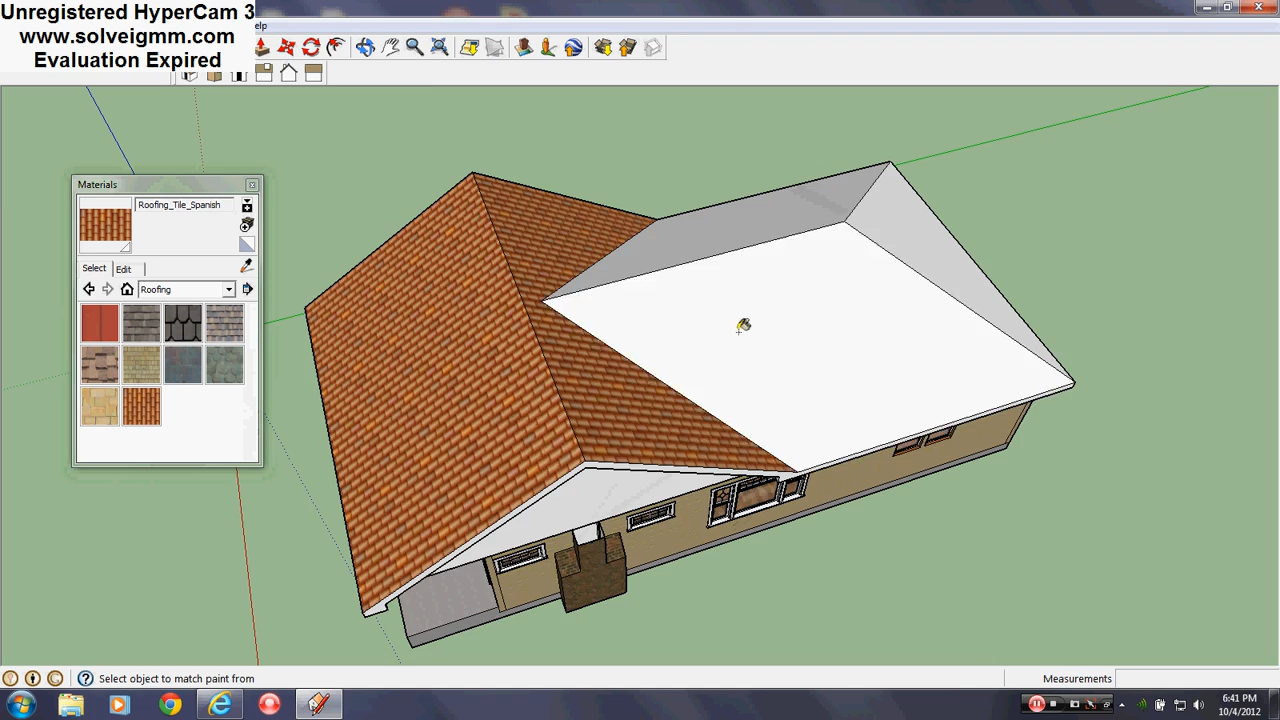 Unregistered HyperCam 3
www.solveigmm.com
Evaluation Expired
elp
Materials
Roofing_Tile_Spanish
Select
Edit
Roofing
Select object to match paint from
Measurements
6:41 PM
10/4/2012